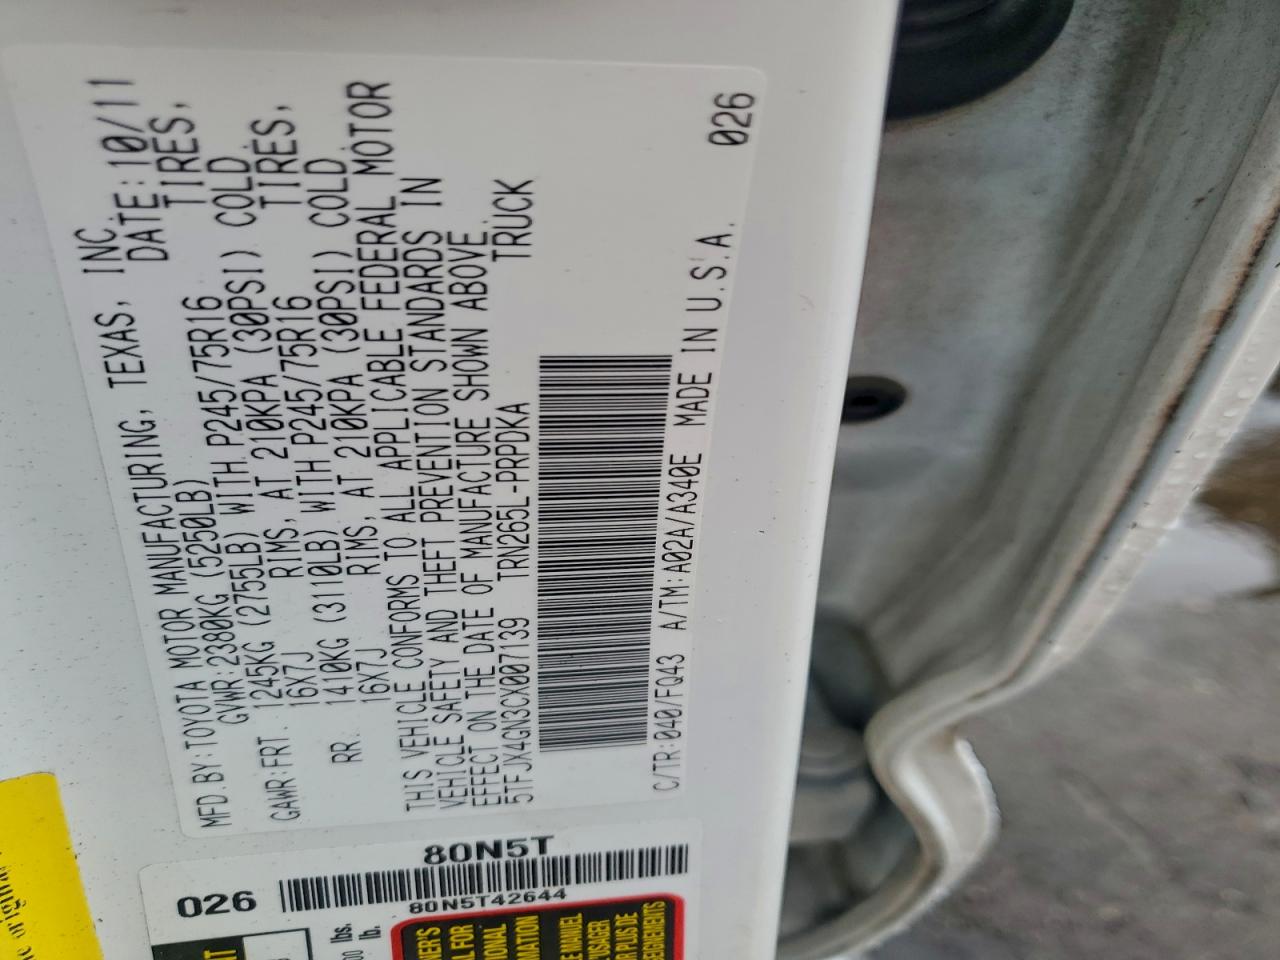 MFD.BY:TOYOTA MOTOR MANUFACTURING, TEXAS, INC.
GVWR:2380KG (5250LB) DATE:10/11
GAWR:FRT. 1245KG (2755LB) WITH P245/75R16 TIRES,
16X7J RIMS, AT 210KPA (30PSI) COLD
RR. 1410KG (3110LB) WITH P245/75R16 TIRES,
16X7J RIMS, AT 210KPA (30PSI) COLD
THIS VEHICLE CONFORMS TO ALL APPLICABLE FEDERAL MOTOR
VEHICLE SAFETY AND THEFT PREVENTION STANDARDS IN
EFFECT ON THE DATE OF MANUFACTURE SHOWN ABOVE.
5TFJX4GN3CX007139 TRN265L-PRPDKA TRUCK
C/TR:040/FQ43 A/TM:A02A/A340E MADE IN U.S.A.
026
80N5T
026
80N5T42644
lbs.
lb.
original